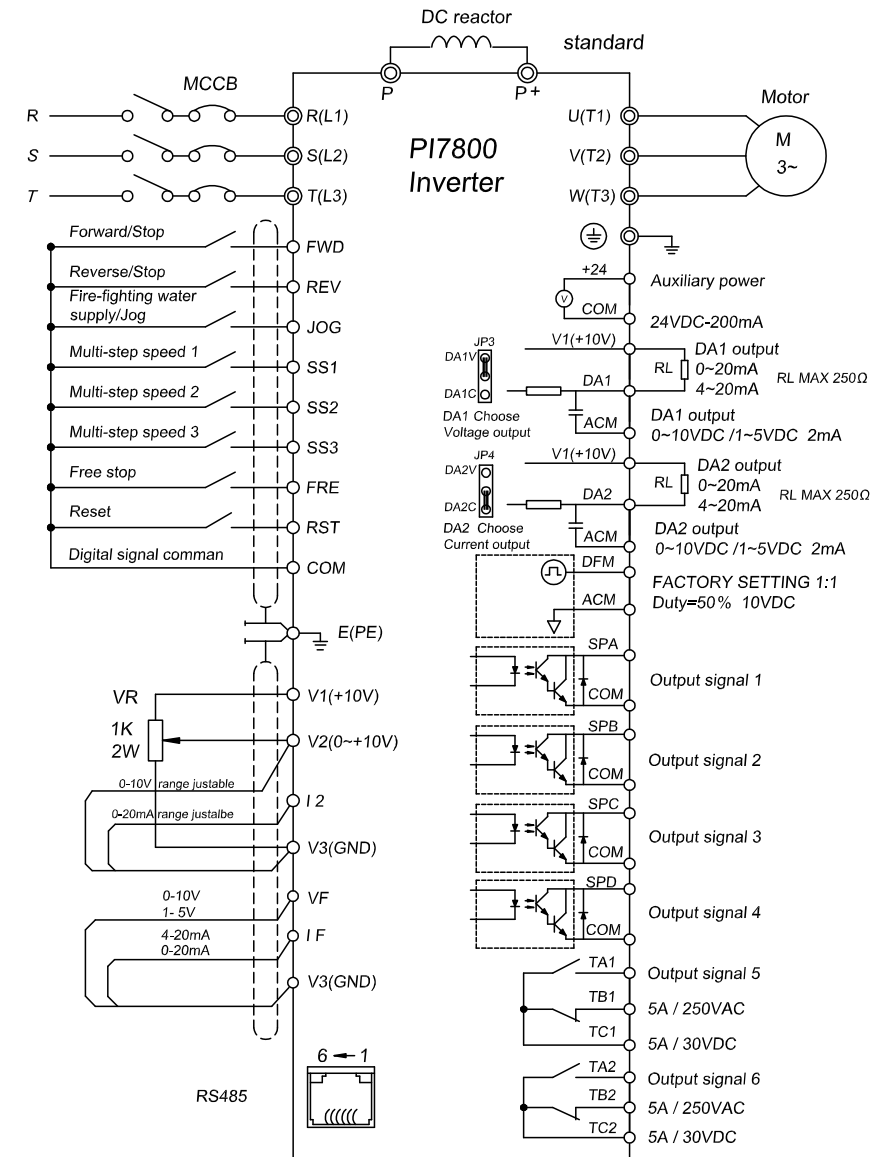 DC reactor
standard
P
P+
MCCB
R
R(L1)
S
S(L2)
T
T(L3)
PI7800
Inverter
U(T1)
V(T2)
W(T3)
Motor
M
3~
Forward/Stop
FWD
Reverse/Stop
REV
Fire-fighting water
supply/Jog
JOG
Multi-step speed 1
SS1
Multi-step speed 2
SS2
Multi-step speed 3
SS3
Free stop
FRE
Reset
RST
Digital signal comman
COM
E(PE)
VR
1K
2W
V1(+10V)
V2(0~+10V)
0-10V range justable
I 2
0-20mA range justalbe
V3(GND)
0-10V
1- 5V
VF
4-20mA
0-20mA
I F
V3(GND)
RS485
6
1
+24
V
COM
Auxiliary power
24VDC-200mA
JP3
DA1V
DA1C
DA1 Choose
Voltage output
V1(+10V)
DA1
ACM
RL
DA1 output
0~20mA
4~20mA
RL MAX 250Ω
DA1 output
0~10VDC /1~5VDC 2mA
JP4
DA2V
DA2C
DA2 Choose
Current output
V1(+10V)
DA2
ACM
RL
DA2 output
0~20mA
4~20mA
RL MAX 250Ω
DA2 output
0~10VDC /1~5VDC 2mA
DFM
ACM
FACTORY SETTING 1:1
Duty=50% 10VDC
SPA
COM
Output signal 1
SPB
COM
Output signal 2
SPC
COM
Output signal 3
SPD
COM
Output signal 4
TA1
Output signal 5
TB1
5A / 250VAC
TC1
5A / 30VDC
TA2
Output signal 6
TB2
5A / 250VAC
TC2
5A / 30VDC